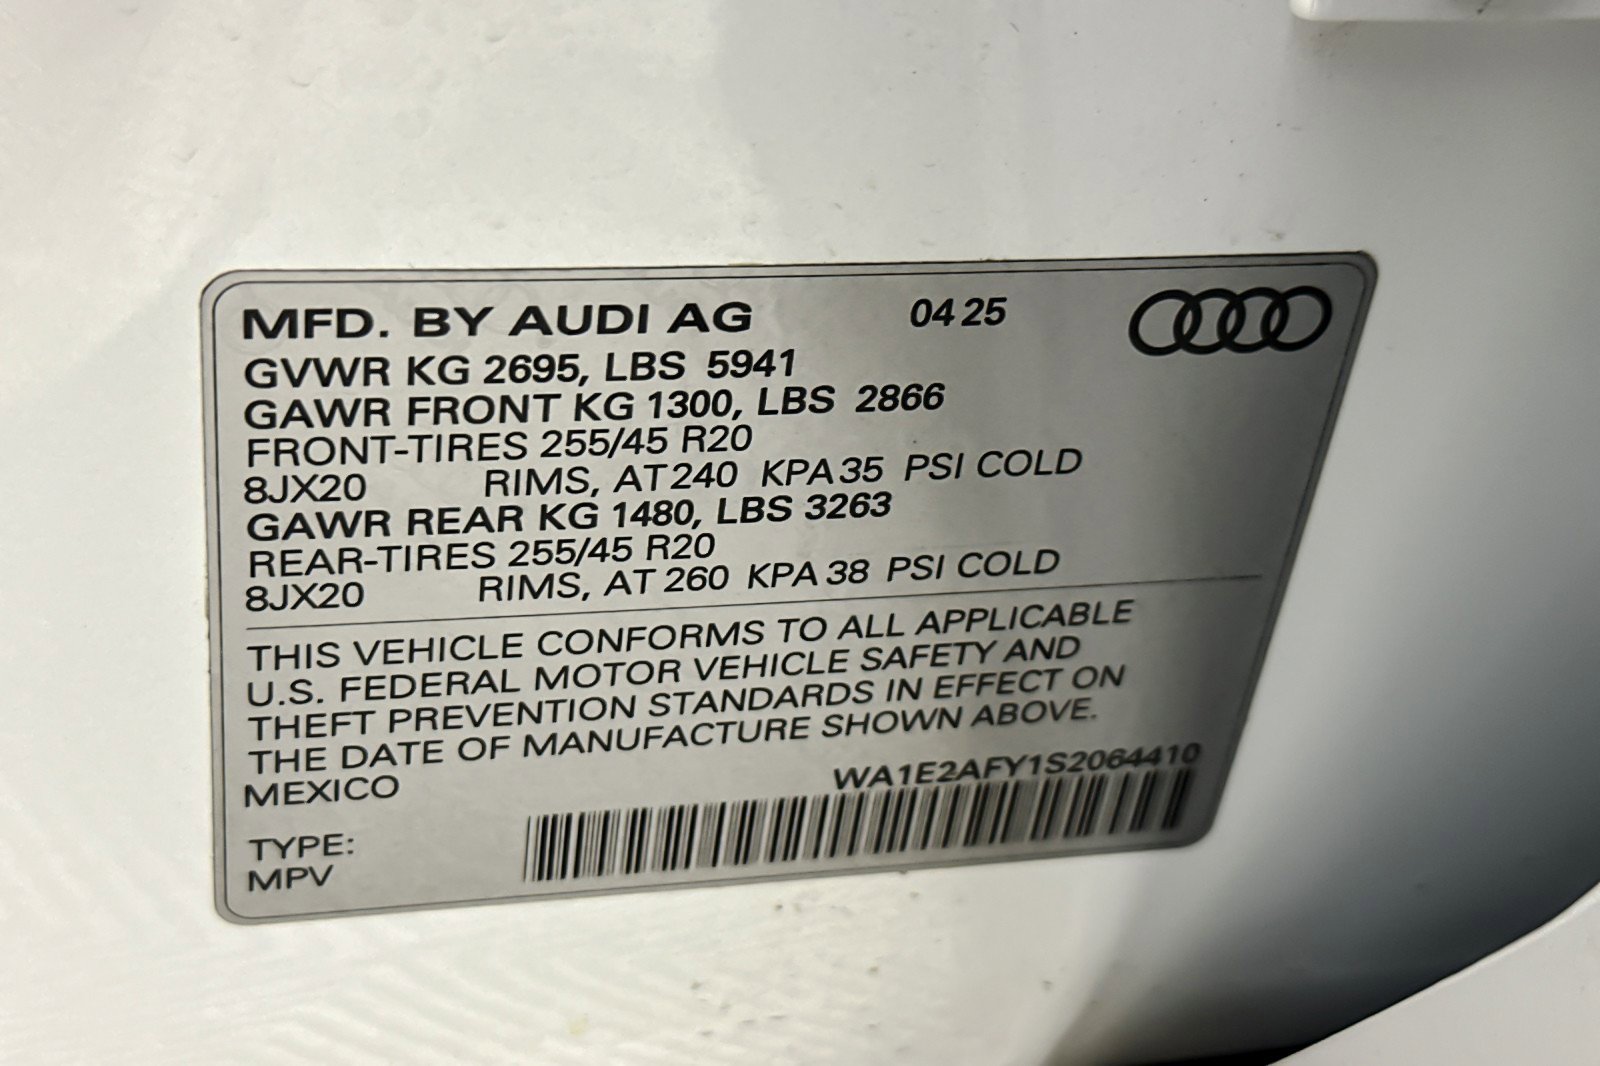 MFD. BY AUDI AG 04 25
GVWR KG 2695, LBS 5941
GAWR FRONT KG 1300, LBS 2866
FRONT-TIRES 255/45 R20
8JX20 RIMS, AT 240 KPA 35 PSI COLD
GAWR REAR KG 1480, LBS 3263
REAR-TIRES 255/45 R20
8JX20 RIMS, AT 260 KPA 38 PSI COLD
THIS VEHICLE CONFORMS TO ALL APPLICABLE
U.S. FEDERAL MOTOR VEHICLE SAFETY AND
THEFT PREVENTION STANDARDS IN EFFECT ON
THE DATE OF MANUFACTURE SHOWN ABOVE.
MEXICO WA1E2AFY1S2064410
TYPE:
MPV